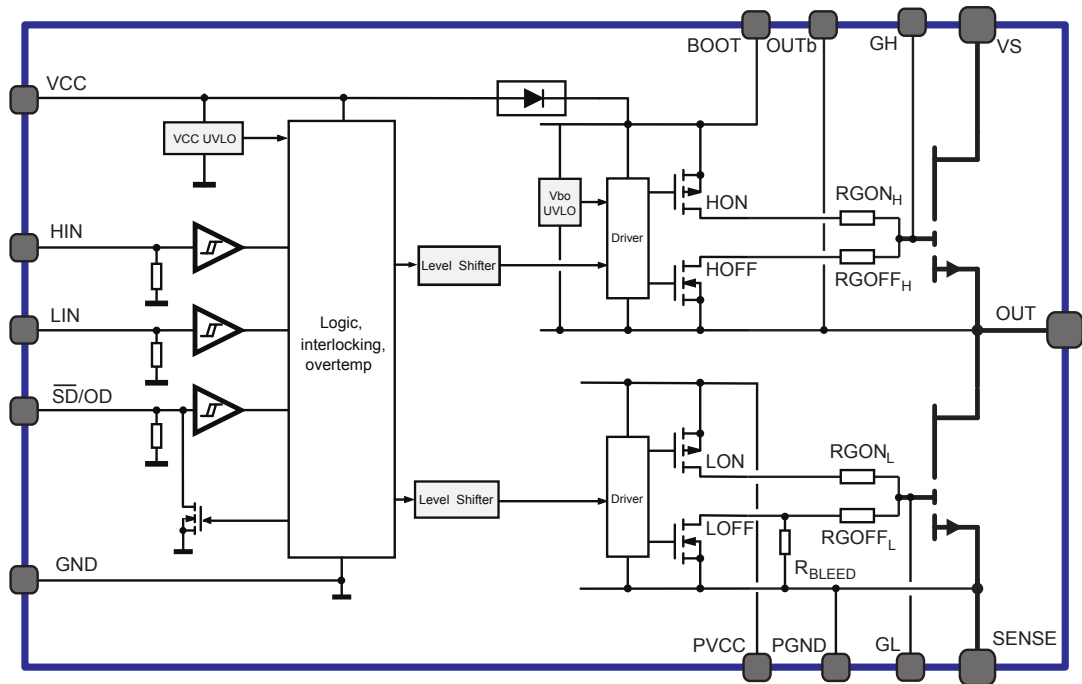 BOOT
OUTb
GH
VS
VCC
VCC UVLO
Vbo
UVLO
HON
RGON_H
HIN
Driver
Level Shifter
HOFF
RGOFF_H
LIN
Logic,
interlocking,
overtemp
OUT
SD/OD
LON
RGON_L
Level Shifter
Driver
LOFF
RGOFF_L
GND
R_BLEED
PVCC
PGND
GL
SENSE